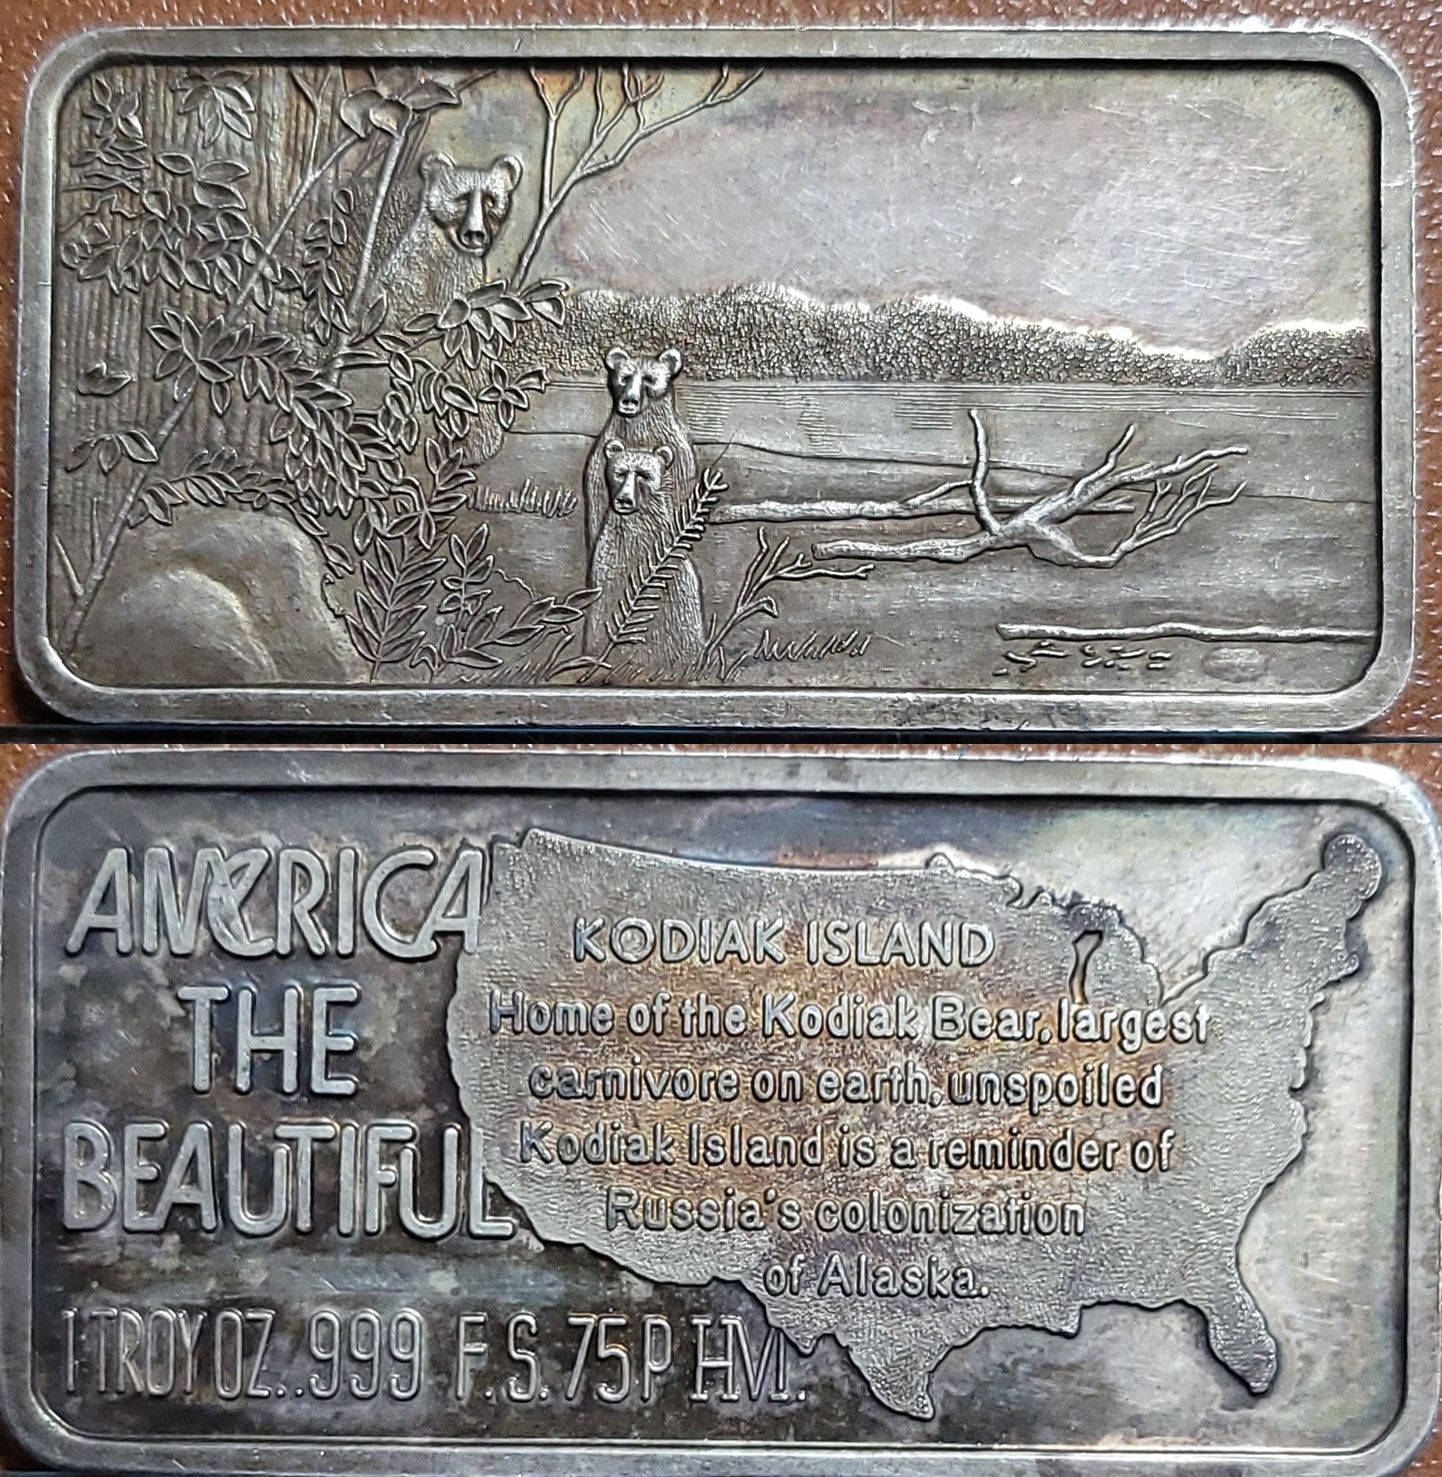 AMERICA
THE
BEAUTIFUL
1 TROY OZ..999 F.S. 75P HM.
KODIAK ISLAND
Home of the Kodiak Bear, largest
carnivore on earth, unspoiled
Kodiak Island is a reminder of
Russia's colonization
of Alaska.